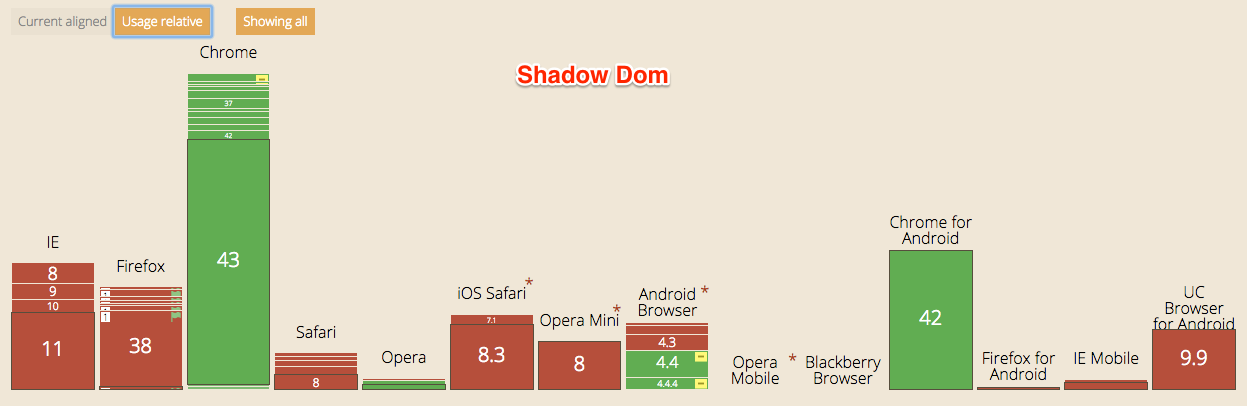 Current aligned
Usage relative
Showing all
Shadow Dom
Chrome
37
42
43
IE
8
9
10
11
Firefox
1
1
38
Safari
8
Opera
iOS Safari *
7.1
8.3
Opera Mini *
8
Android *
Browser
4.3
4.4
4.4.4
Opera *
Mobile
Blackberry
Browser
Chrome for
Android
42
Firefox for
Android
IE Mobile
UC
Browser
for Android
9.9